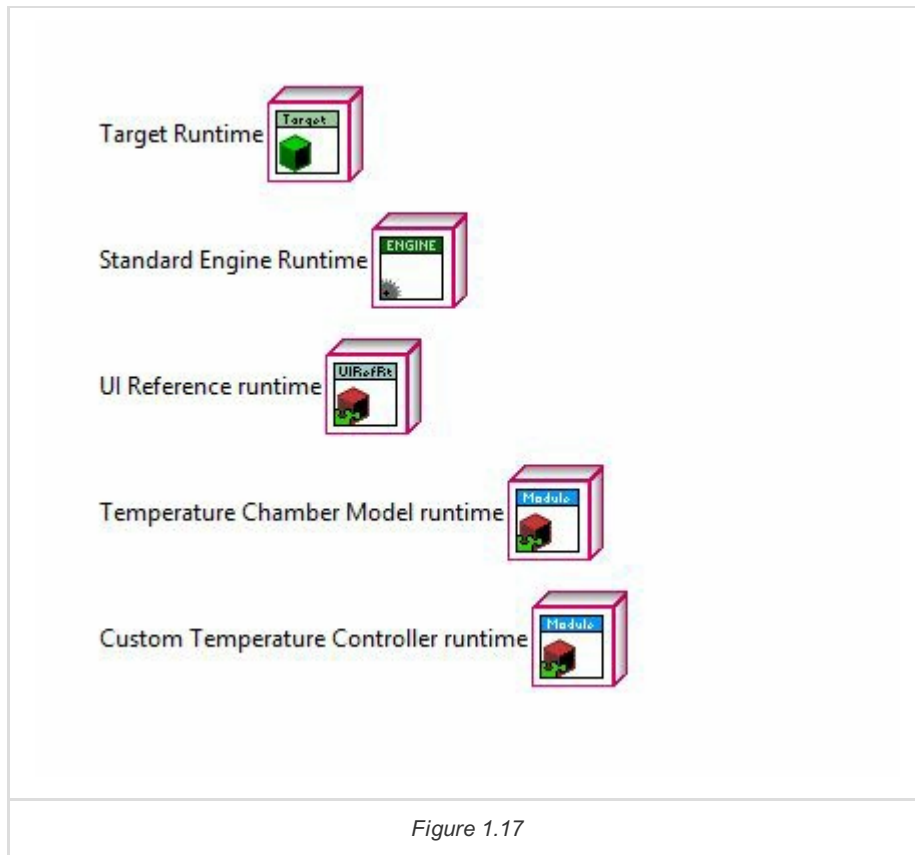 Target Runtime
Target
Standard Engine Runtime
ENGINE
UI Reference runtime
UIRefRt
Temperature Chamber Model runtime
Module
Custom Temperature Controller runtime
Module
Figure 1.17